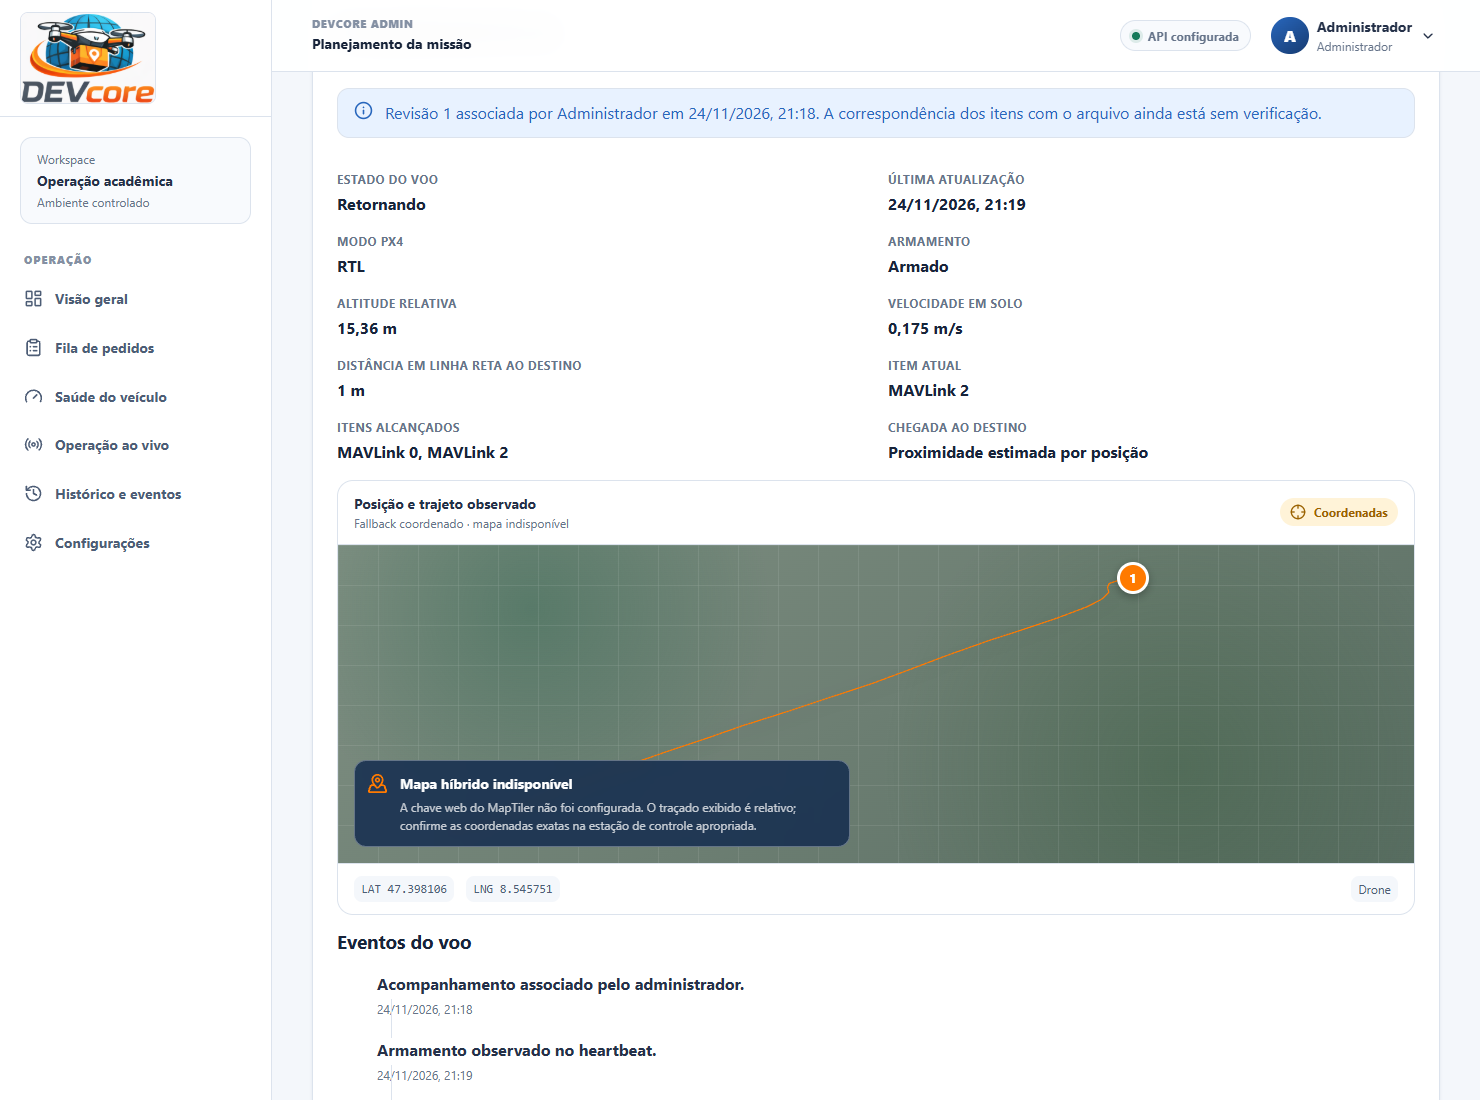 DEVcore
Workspace
Operação acadêmica
Ambiente controlado
OPERAÇÃO
Visão geral
Fila de pedidos
Saúde do veículo
Operação ao vivo
Histórico e eventos
Configurações
DEVCORE ADMIN
Planejamento da missão
API configurada
A
Administrador
Administrador
Revisão 1 associada por Administrador em 24/11/2026, 21:18. A correspondência dos itens com o arquivo ainda está sem verificação.
ESTADO DO VOO
Retornando
ÚLTIMA ATUALIZAÇÃO
24/11/2026, 21:19
MODO PX4
RTL
ARMAMENTO
Armado
ALTITUDE RELATIVA
15,36 m
VELOCIDADE EM SOLO
0,175 m/s
DISTÂNCIA EM LINHA RETA AO DESTINO
1 m
ITEM ATUAL
MAVLink 2
ITENS ALCANÇADOS
MAVLink 0, MAVLink 2
CHEGADA AO DESTINO
Proximidade estimada por posição
Posição e trajeto observado
Fallback coordenado · mapa indisponível
Coordenadas
1
Mapa híbrido indisponível
A chave web do MapTiler não foi configurada. O traçado exibido é relativo;
confirme as coordenadas exatas na estação de controle apropriada.
LAT 47.398106
LNG 8.545751
Drone
Eventos do voo
Acompanhamento associado pelo administrador.
24/11/2026, 21:18
Armamento observado no heartbeat.
24/11/2026, 21:19